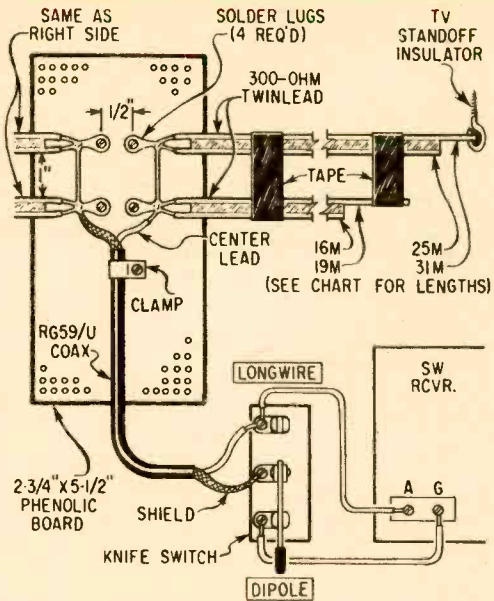 SAME AS
RIGHT SIDE
SOLDER LUGS
(4 REQ'D)
TV
STANDOFF
INSULATOR
1/2"
300-OHM
TWINLEAD
1"
TAPE
CENTER
LEAD
16M
19M
25M
31M
(SEE CHART FOR LENGTHS)
CLAMP
RG59/U
COAX
LONGWIRE
SW
RCVR.
A G
2-3/4" X 5-1/2"
PHENOLIC
BOARD
SHIELD
KNIFE SWITCH
DIPOLE